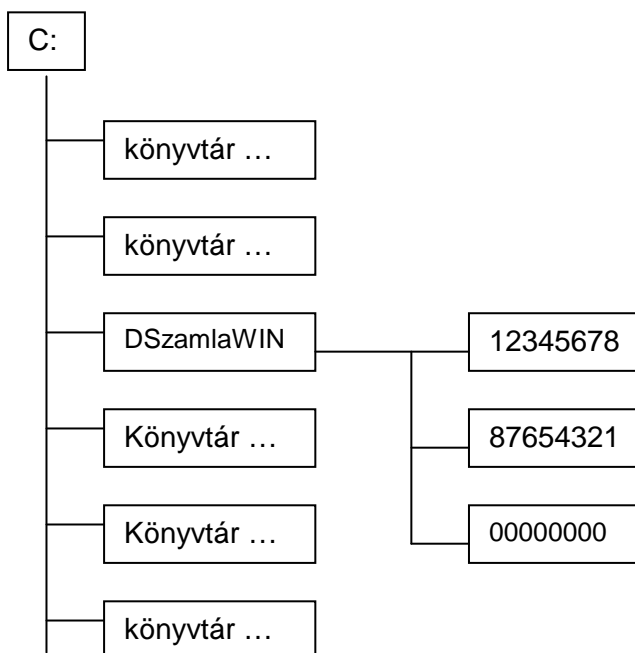 C:
könyvtár …
könyvtár …
DSzamlaWIN
12345678
Könyvtár …
87654321
Könyvtár …
00000000
könyvtár …